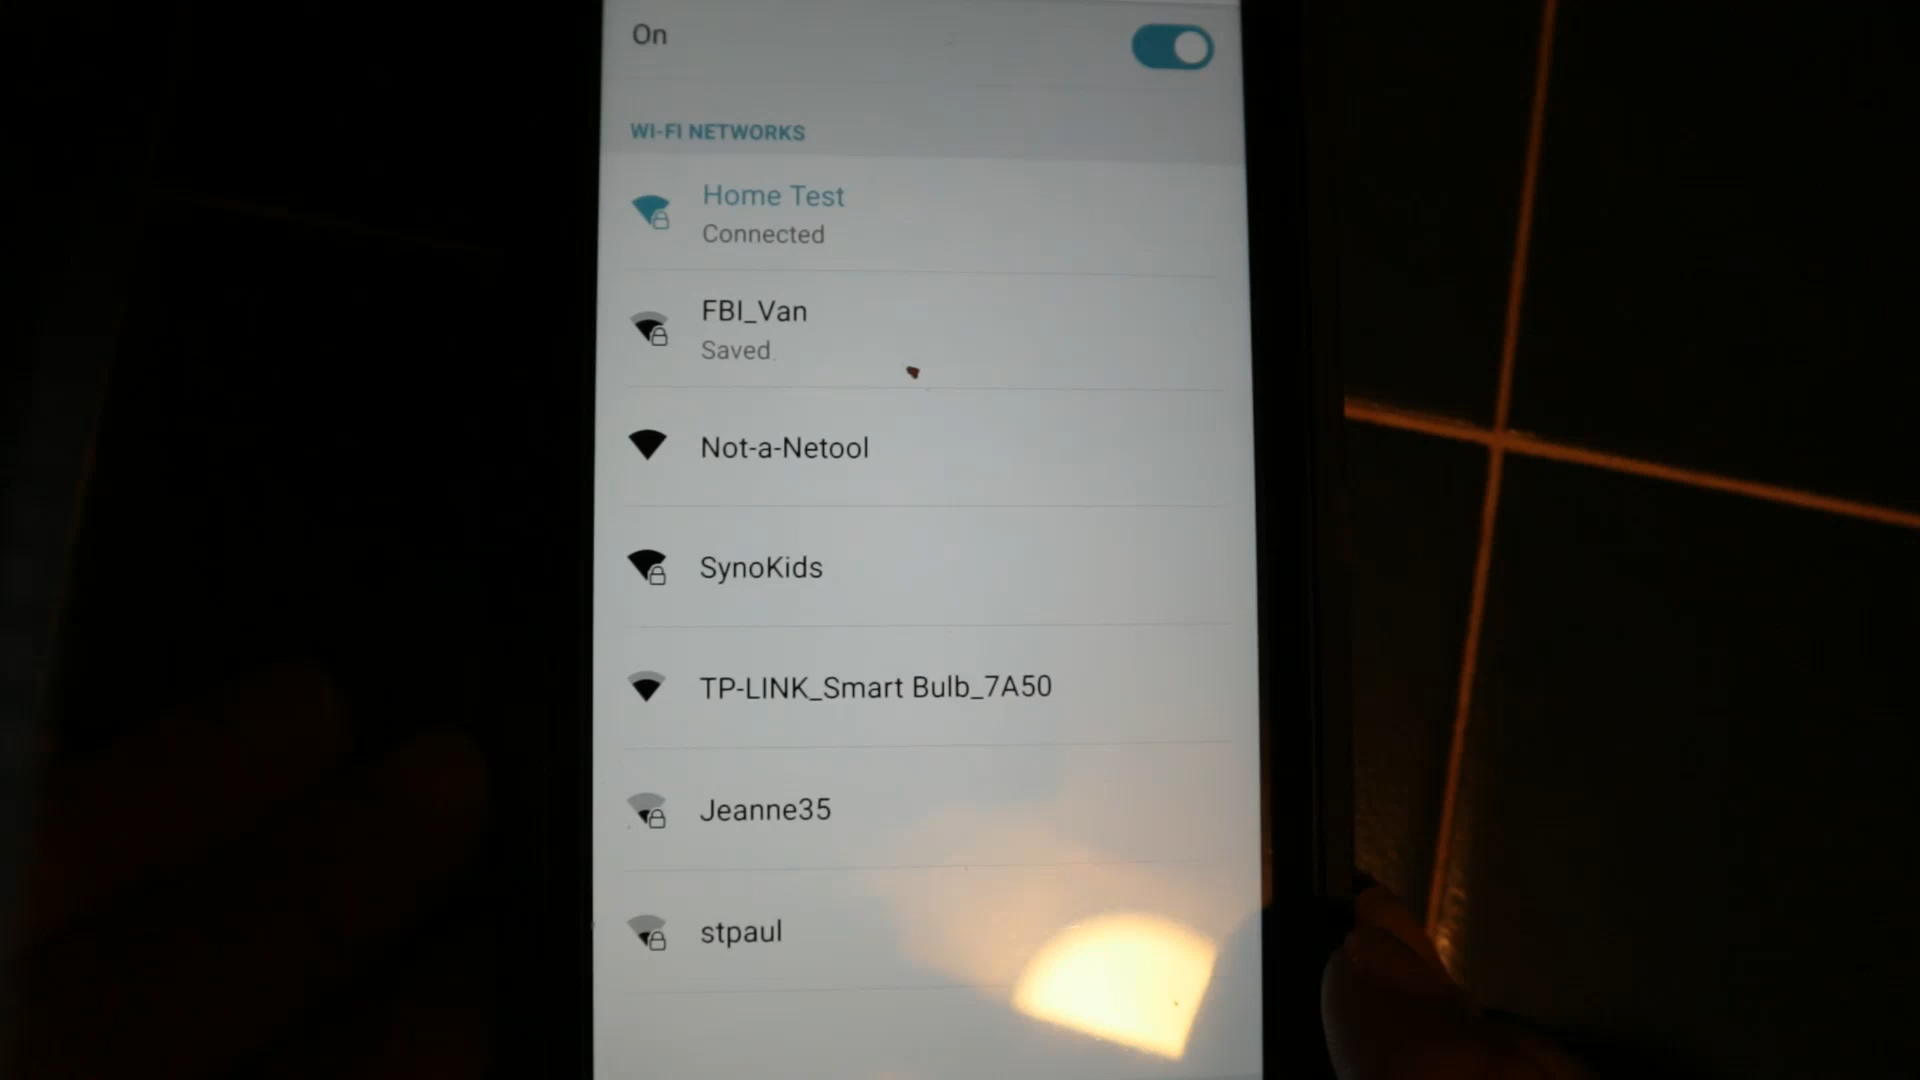 On
WI-FI NETWORKS
Home Test
Connected
FBI_Van
Saved
Not-a-Netool
SynoKids
TP-LINK_Smart Bulb_7A50
Jeanne35
stpaul